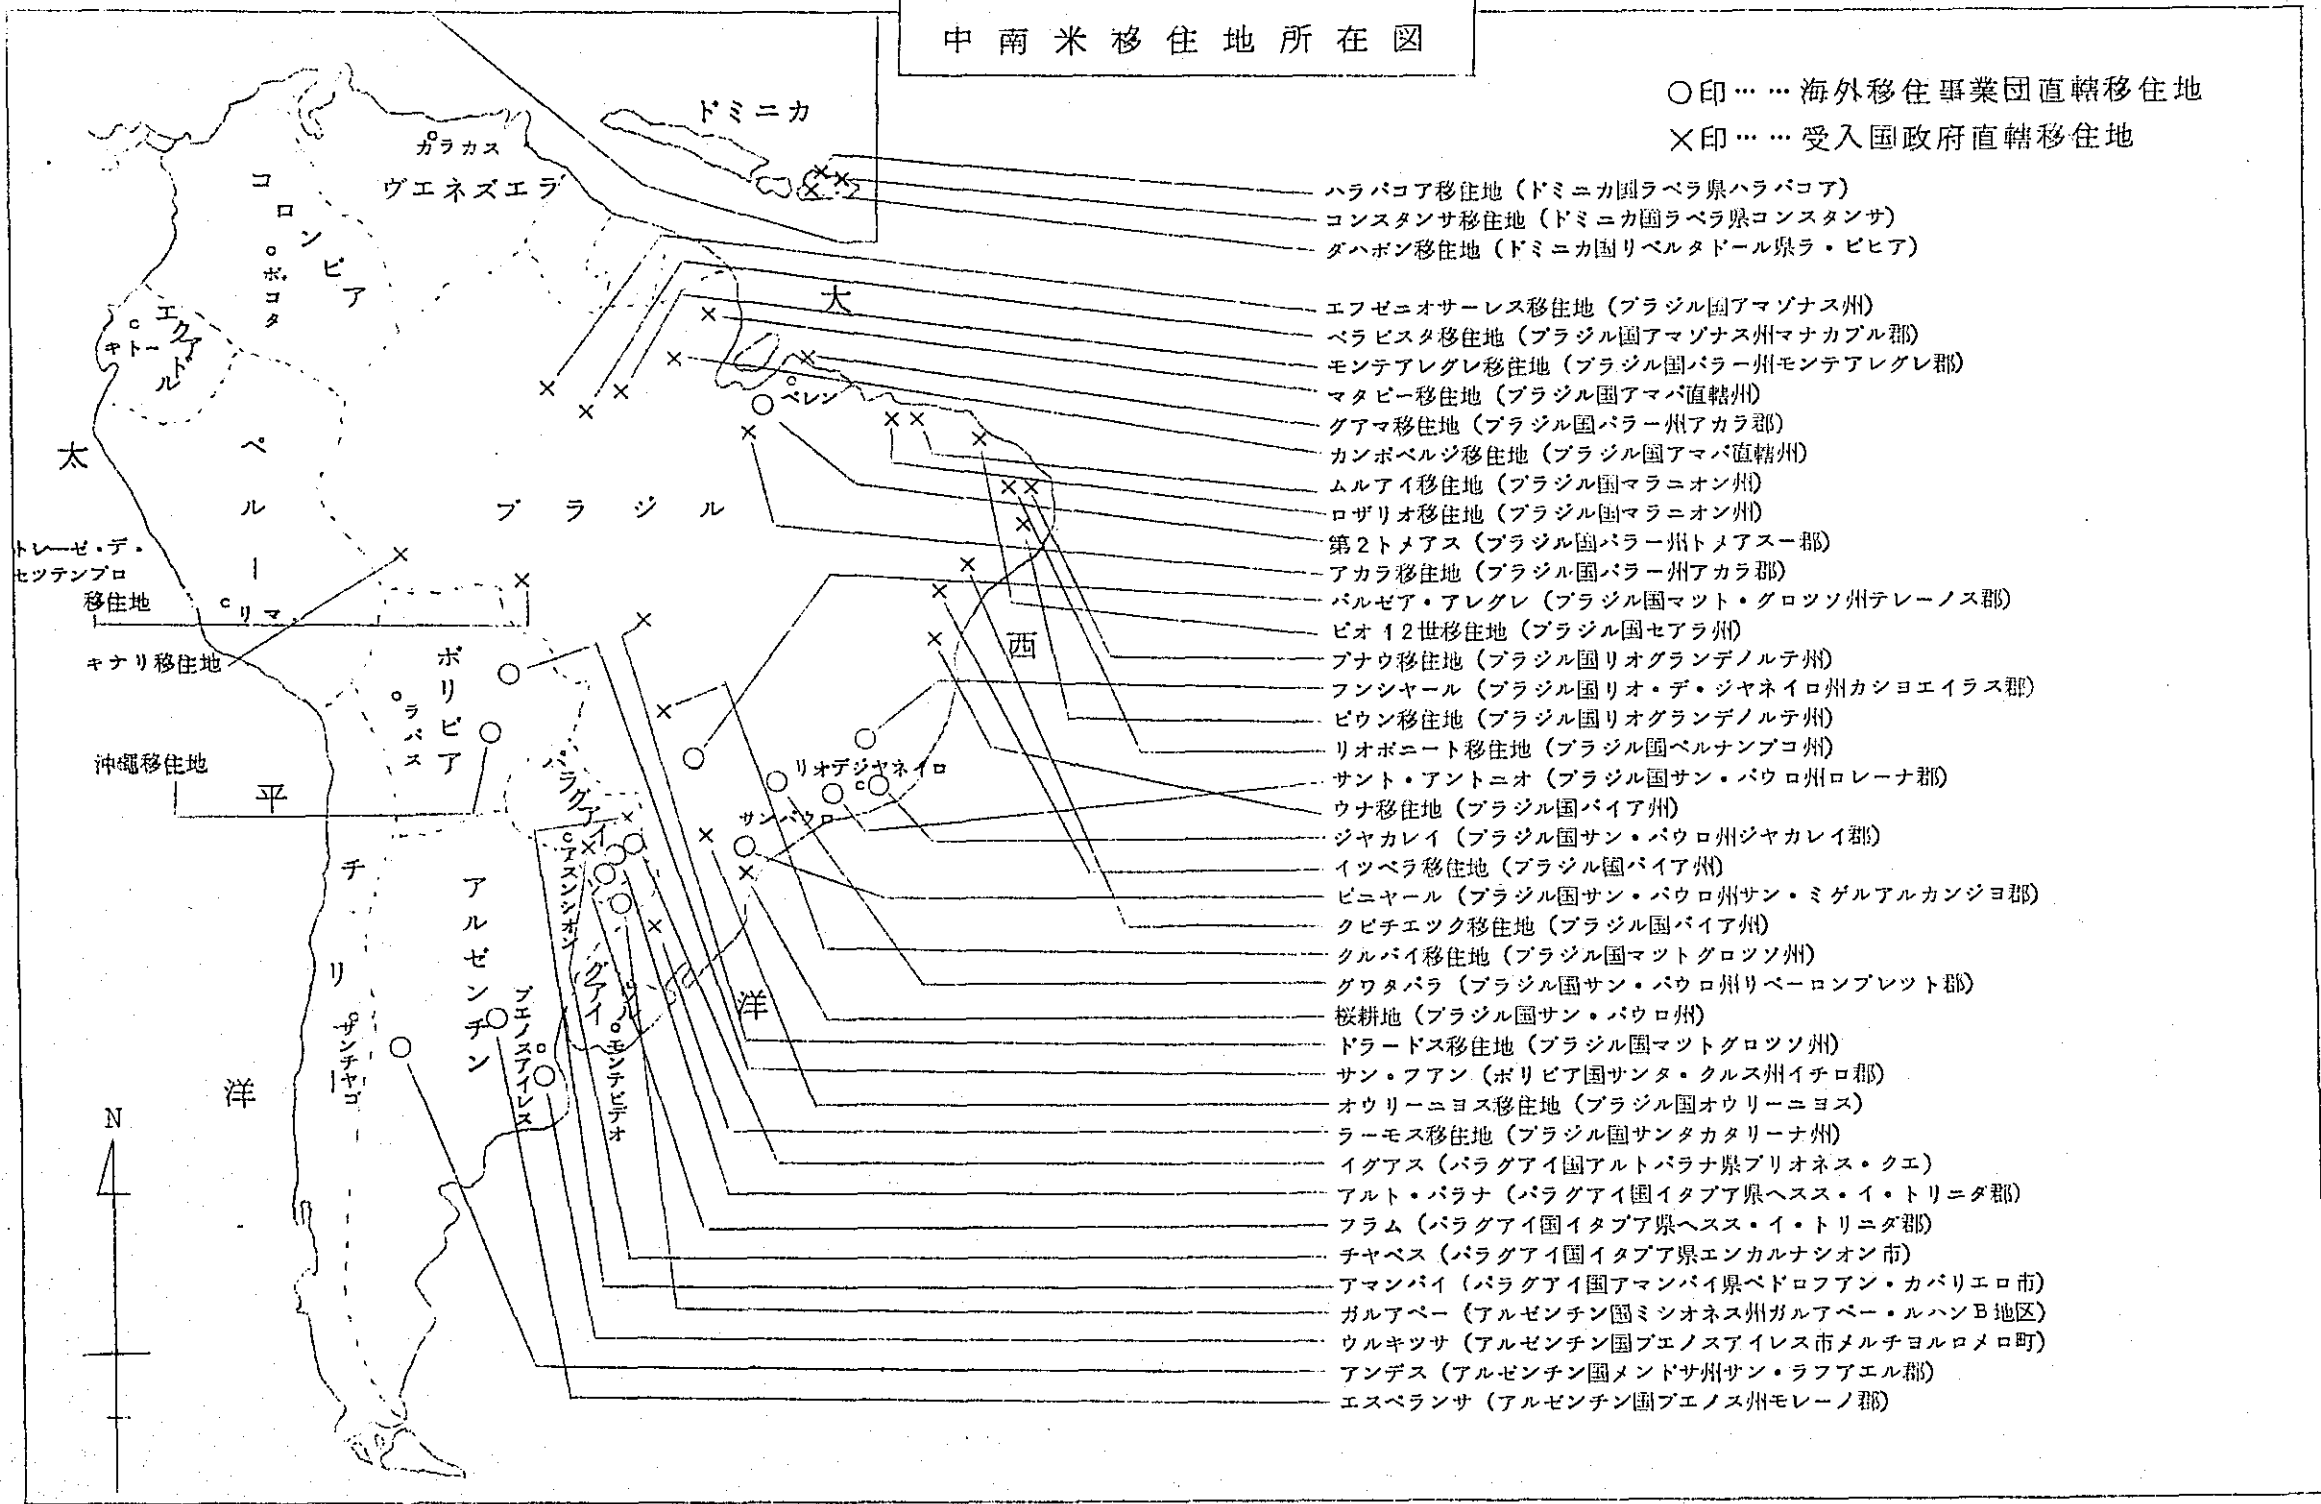 中南米移住地所在図
○印……海外移住事業団直轄移住地
×印……受入国政府直轄移住地
ドミニカ
カラカス
ヴエネズエラ
コロンビア
ボゴタ
エクアドル
キトー
ペルー
リマ
ブラジル
ベレン
ボリビア
ラパス
パラグアイ
アスンシオン
リオデジヤネイロ
サンパウロ
チリー
サンチヤゴ
アルゼンチン
ブエノスアイレス
ウルグアイ
モンテビデオ
太平洋
大西洋
N
トレーゼ・デ・
セツテンブロ
移住地
キナリ移住地
沖縄移住地
ハラバコア移住地（ドミニカ国ラベラ県ハラバコア）
コンスタンサ移住地（ドミニカ国ラベラ県コンスタンサ）
ダハボン移住地（ドミニカ国リベルタドール県ラ・ビヒア）
エフゼニオサーレス移住地（ブラジル国アマゾナス州）
ベラビスタ移住地（ブラジル国アマゾナス州マナカプル郡）
モンテアレグレ移住地（ブラジル国パラー州モンテアレグレ郡）
マタピー移住地（ブラジル国アマパ直轄州）
グアマ移住地（ブラジル国パラー州アカラ郡）
カンポベルジ移住地（ブラジル国アマパ直轄州）
ムルアイ移住地（ブラジル国マラニオン州）
ロザリオ移住地（ブラジル国マラニオン州）
第2トメアス（ブラジル国パラー州トメアスー郡）
アカラ移住地（ブラジル国パラー州アカラ郡）
バルゼア・アレグレ（ブラジル国マツト・グロツソ州テレーノス郡）
ピオ12世移住地（ブラジル国セアラ州）
プナウ移住地（ブラジル国リオグランデノルテ州）
フンシヤール（ブラジル国リオ・デ・ジヤネイロ州カシヨエイラス郡）
ピウン移住地（ブラジル国リオグランデノルテ州）
リオボニート移住地（ブラジル国ペルナンブコ州）
サント・アントニオ（ブラジル国サン・パウロ州ロレーナ郡）
ウナ移住地（ブラジル国バイア州）
ジヤカレイ（ブラジル国サン・パウロ州ジヤカレイ郡）
イツベラ移住地（ブラジル国バイア州）
ピニヤール（ブラジル国サン・パウロ州サン・ミゲルアルカンジヨ郡）
クビチエツク移住地（ブラジル国バイア州）
クルパイ移住地（ブラジル国マツトグロツソ州）
グワタパラ（ブラジル国サン・パウロ州リベーロンプレツト郡）
桜耕地（ブラジル国サン・パウロ州）
ドラードス移住地（ブラジル国マツトグロツソ州）
サン・フアン（ボリビア国サンタ・クルス州イチロ郡）
オウリーニヨス移住地（ブラジル国オウリーニヨス）
ラーモス移住地（ブラジル国サンタカタリーナ州）
イグアス（パラグアイ国アルトパラナ県プリオネス・クエ）
アルト・パラナ（パラグアイ国イタプア県ヘスス・イ・トリニダ郡）
フラム（パラグアイ国イタプア県ヘスス・イ・トリニダ郡）
チヤベス（パラグアイ国イタプア県エンカルナシオン市）
アマンバイ（パラグアイ国アマンバイ県ペドロフアン・カバリエロ市）
ガルアペー（アルゼンチン国ミシオネス州ガルアペー・ルハンB地区）
ウルキツサ（アルゼンチン国ブエノスアイレス市メルチヨルロメロ町）
アンデス（アルゼンチン国メンドサ州サン・ラフアエル郡）
エスペランサ（アルゼンチン国ブエノス州モレーノ郡）